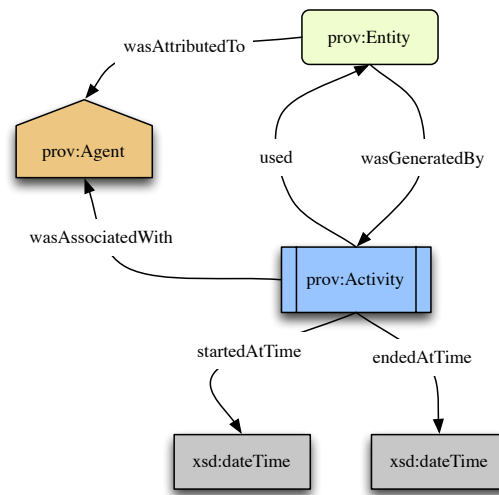 prov:Entity
wasAttributedTo
prov:Agent
used
wasGeneratedBy
wasAssociatedWith
prov:Activity
startedAtTime
endedAtTime
xsd:dateTime
xsd:dateTime